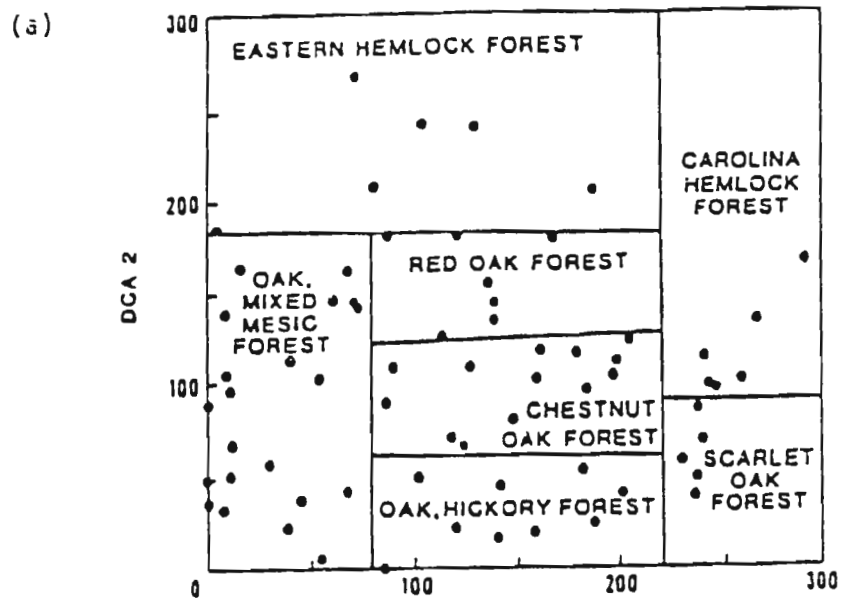 (a)
300
EASTERN HEMLOCK FOREST
CAROLINA
HEMLOCK
FOREST
200
RED OAK FOREST
OAK,
MIXED
MESIC
FOREST
DCA 2
100
CHESTNUT
OAK FOREST
SCARLET
OAK
FOREST
OAK, HICKORY FOREST
0
100
200
300